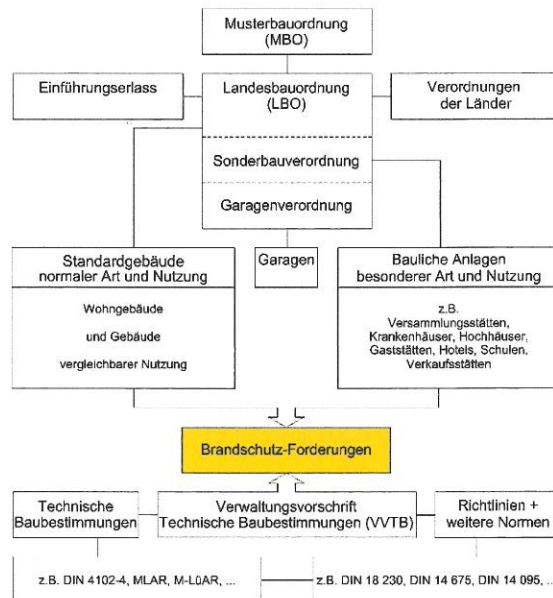 Musterbauordnung
(MBO)
Einführungserlass
Landesbauordnung
(LBO)
Verordnungen
der Länder
Sonderbauverordnung
Garagenverordnung
Standardgebäude
normaler Art und Nutzung
Wohngebäude
und Gebäude
vergleichbarer Nutzung
Garagen
Bauliche Anlagen
besonderer Art und Nutzung
z.B.
Versammlungsstätten,
Krankenhäuser, Hochhäuser,
Gaststätten, Hotels, Schulen,
Verkaufsstätten
Brandschutz-Forderungen
Technische
Baubestimmungen
Verwaltungsvorschrift
Technische Baubestimmungen (VVTB)
Richtlinien +
weitere Normen
z.B. DIN 4102-4, MLAR, M-LüAR, ...
z.B. DIN 18 230, DIN 14 675, DIN 14 095, ...